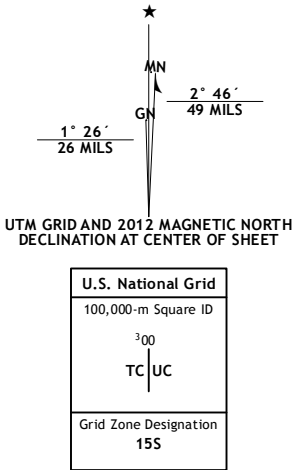 ★
MN
2° 46´
49 MILS
GN
1° 26´
26 MILS
UTM GRID AND 2012 MAGNETIC NORTH
DECLINATION AT CENTER OF SHEET
U.S. National Grid
100,000-m Square ID
³00
TC UC
Grid Zone Designation
15S